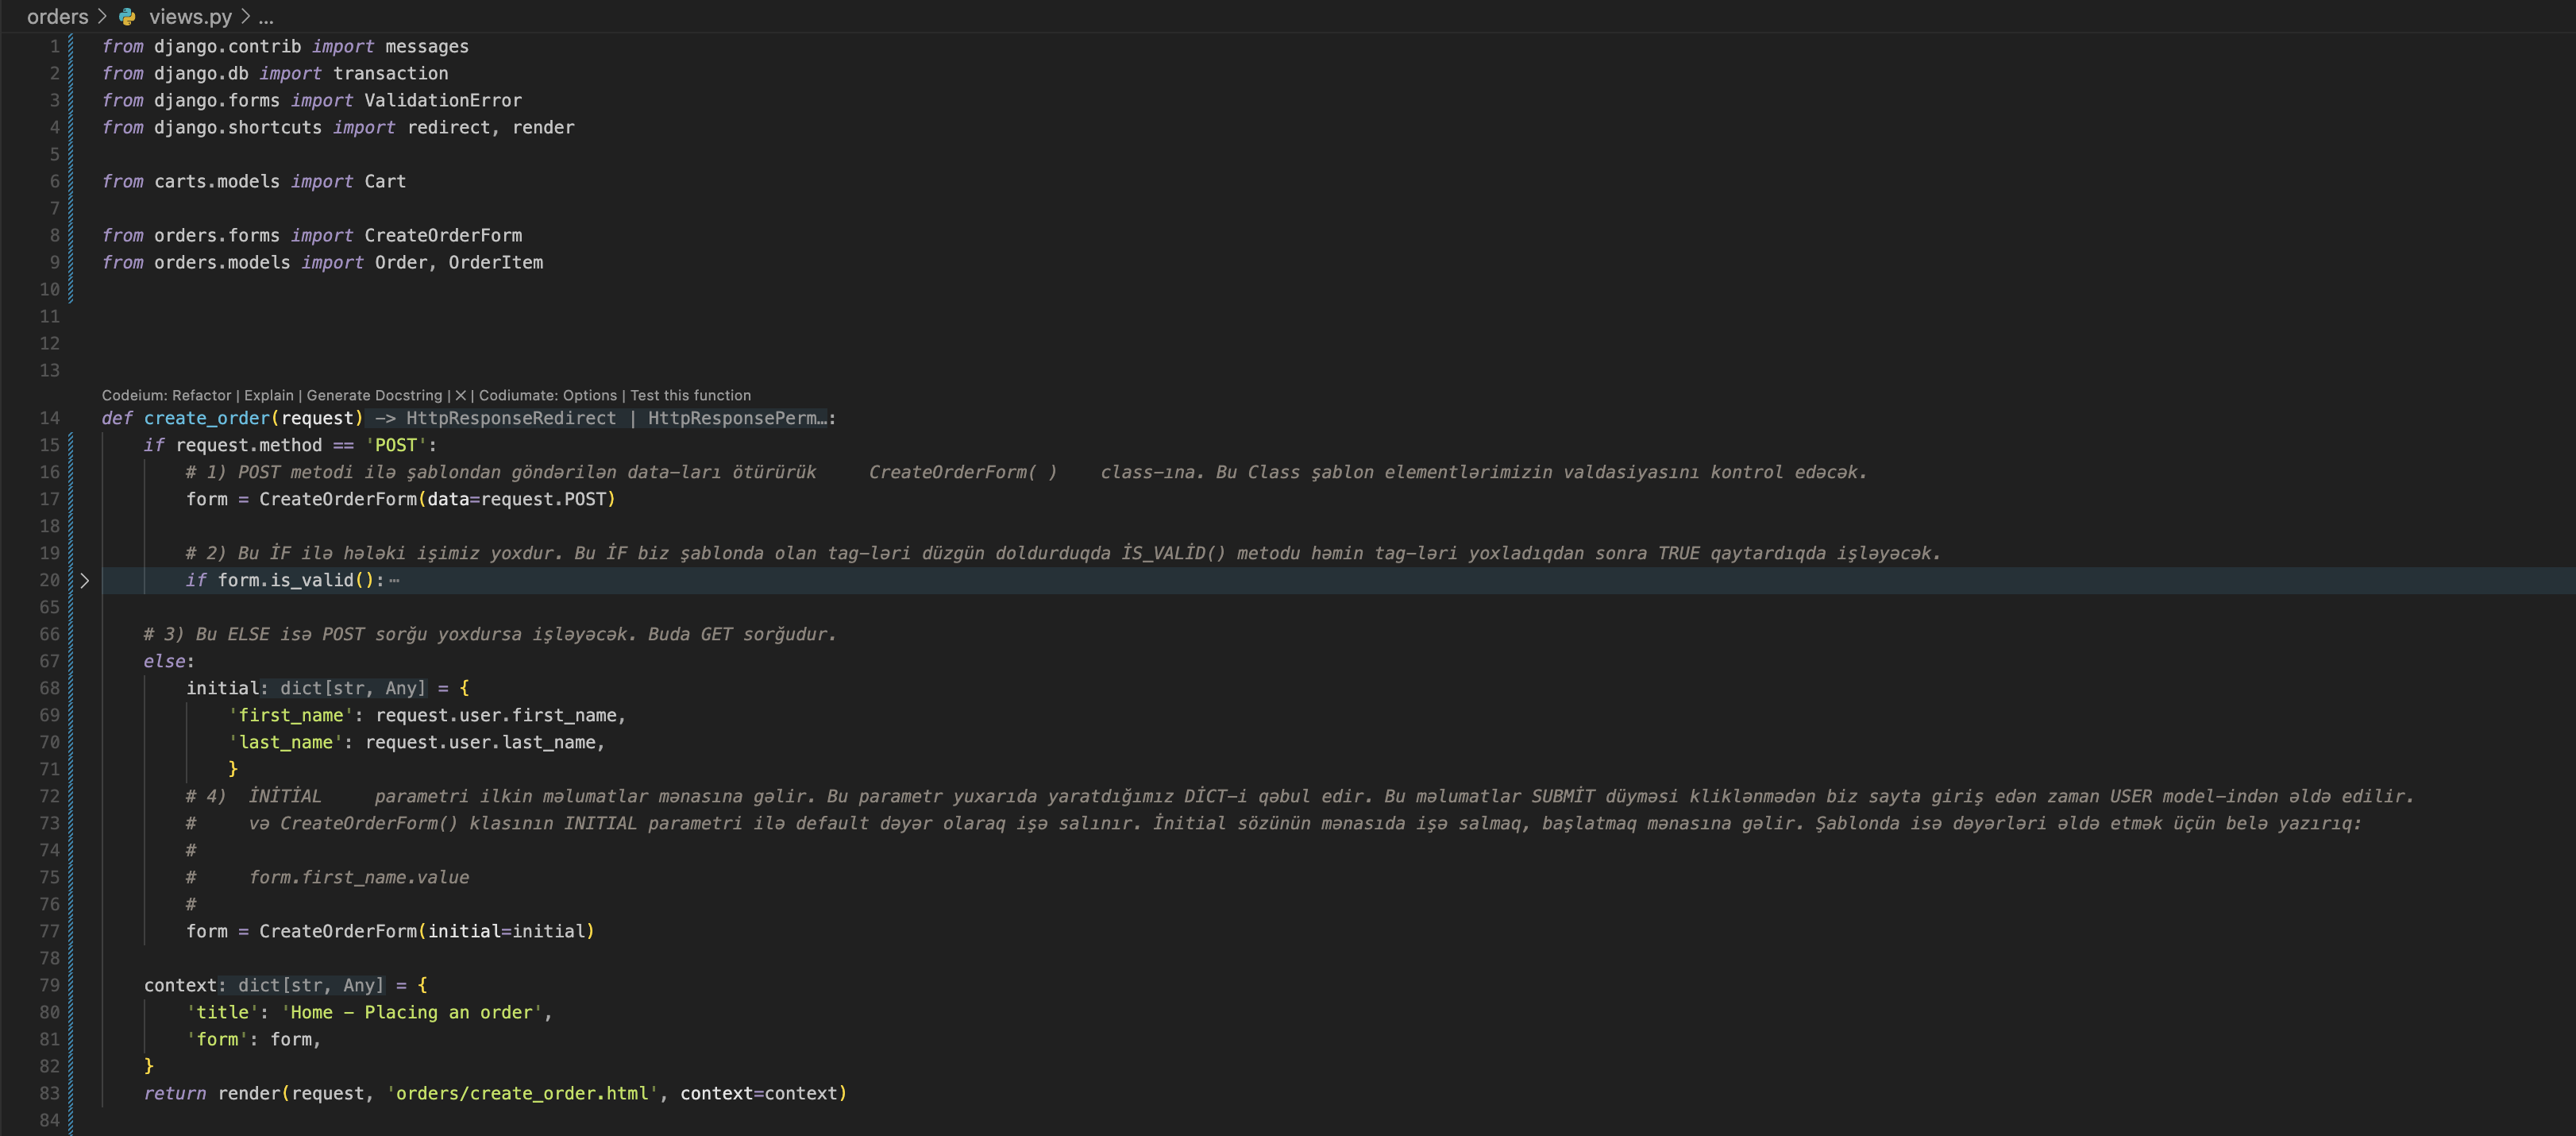 orders > views.py > ...
1 from django.contrib import messages
2 from django.db import transaction
3 from django.forms import ValidationError
4 from django.shortcuts import redirect, render
5
6 from carts.models import Cart
7
8 from orders.forms import CreateOrderForm
9 from orders.models import Order, OrderItem
10
11
12
13
Codeium: Refactor | Explain | Generate Docstring | X | Codiumate: Options | Test this function
14 def create_order(request) -> HttpResponseRedirect | HttpResponsePerm…:
15 if request.method == 'POST':
16 # 1) POST metodi ilə şablondan göndərilən data-ları ötürürük CreateOrderForm( ) class-ına. Bu Class şablon elementlərimizin valdasiyasını kontrol edəcək.
17 form = CreateOrderForm(data=request.POST)
18
19 # 2) Bu İF ilə hələki işimiz yoxdur. Bu İF biz şablonda olan tag-ləri düzgün doldurduqda İS_VALİD() metodu həmin tag-ləri yoxladıqdan sonra TRUE qaytardıqda işləyəcək.
20 > if form.is_valid(): ⋯
65
66 # 3) Bu ELSE isə POST sorğu yoxdursa işləyəcək. Buda GET sorğudur.
67 else:
68 initial: dict[str, Any] = {
69 'first_name': request.user.first_name,
70 'last_name': request.user.last_name,
71 }
72 # 4) İNİTİAL parametri ilkin məlumatlar mənasına gəlir. Bu parametr yuxarıda yaratdığımız DİCT-i qəbul edir. Bu məlumatlar SUBMİT düyməsi kliklənmədən biz sayta giriş edən zaman USER model-indən əldə edilir.
73 # və CreateOrderForm() klasının INITIAL parametri ilə default dəyər olaraq işə salınır. İnitial sözünün mənasıda işə salmaq, başlatmaq mənasına gəlir. Şablonda isə dəyərləri əldə etmək üçün belə yazırıq:
74 #
75 # form.first_name.value
76 #
77 form = CreateOrderForm(initial=initial)
78
79 context: dict[str, Any] = {
80 'title': 'Home - Placing an order',
81 'form': form,
82 }
83 return render(request, 'orders/create_order.html', context=context)
84